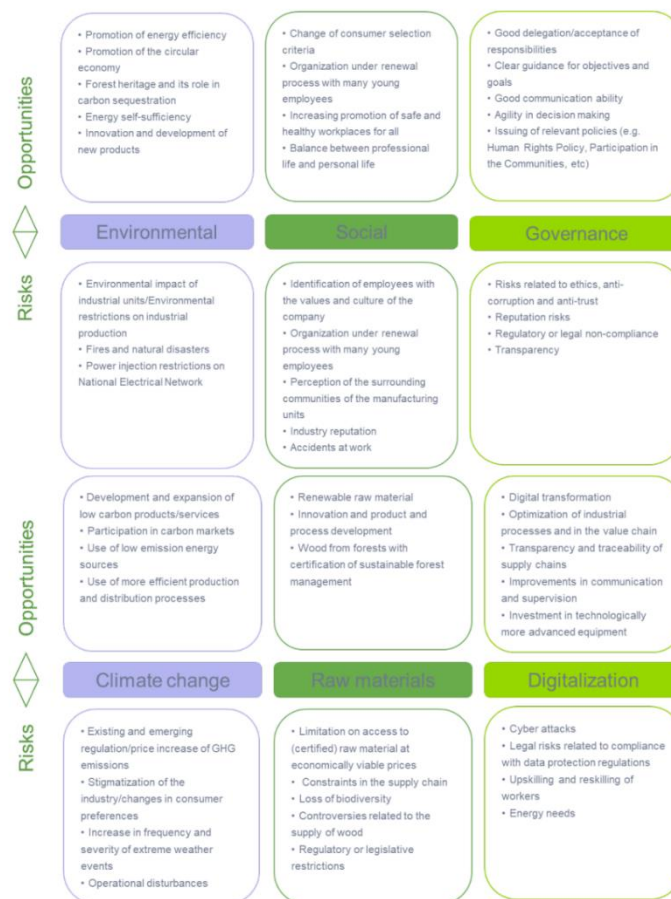 Opportunities
• Promotion of energy efficiency
• Promotion of the circular
economy
• Forest heritage and its role in
carbon sequestration
• Energy self-sufficiency
• Innovation and development of
new products
• Change of consumer selection
criteria
• Organization under renewal
process with many young
employees
• Increasing promotion of safe and
healthy workplaces for all
• Balance between professional
life and personal life
• Good delegation/acceptance of
responsibilities
• Clear guidance for objectives and
goals
• Good communication ability
• Agility in decision making
• Issuing of relevant policies (e.g.
Human Rights Policy, Participation in
the Communities, etc)
Environmental
Social
Governance
Risks
• Environmental impact of
industrial units/Environmental
restrictions on industrial
production
• Fires and natural disasters
• Power injection restrictions on
National Electrical Network
• Identification of employees with
the values and culture of the
company
• Organization under renewal
process with many young
employees
• Perception of the surrounding
communities of the manufacturing
units
• Industry reputation
• Accidents at work
• Risks related to ethics, anti-
corruption and anti-trust
• Reputation risks
• Regulatory or legal non-compliance
• Transparency
Opportunities
• Development and expansion of
low carbon products/services
• Participation in carbon markets
• Use of low emission energy
sources
• Use of more efficient production
and distribution processes
• Renewable raw material
• Innovation and product and
process development
• Wood from forests with
certification of sustainable forest
management
• Digital transformation
• Optimization of industrial
processes and in the value chain
• Transparency and traceability of
supply chains
• Improvements in communication
and supervision
• Investment in technologically
more advanced equipment
Climate change
Raw materials
Digitalization
Risks
• Existing and emerging
regulation/price increase of GHG
emissions
• Stigmatization of the
industry/changes in consumer
preferences
• Increase in frequency and
severity of extreme weather
events
• Operational disturbances
• Limitation on access to
(certified) raw material at
economically viable prices
• Constraints in the supply chain
• Loss of biodiversity
• Controversies related to the
supply of wood
• Regulatory or legislative
restrictions
• Cyber attacks
• Legal risks related to compliance
with data protection regulations
• Upskilling and reskilling of
workers
• Energy needs